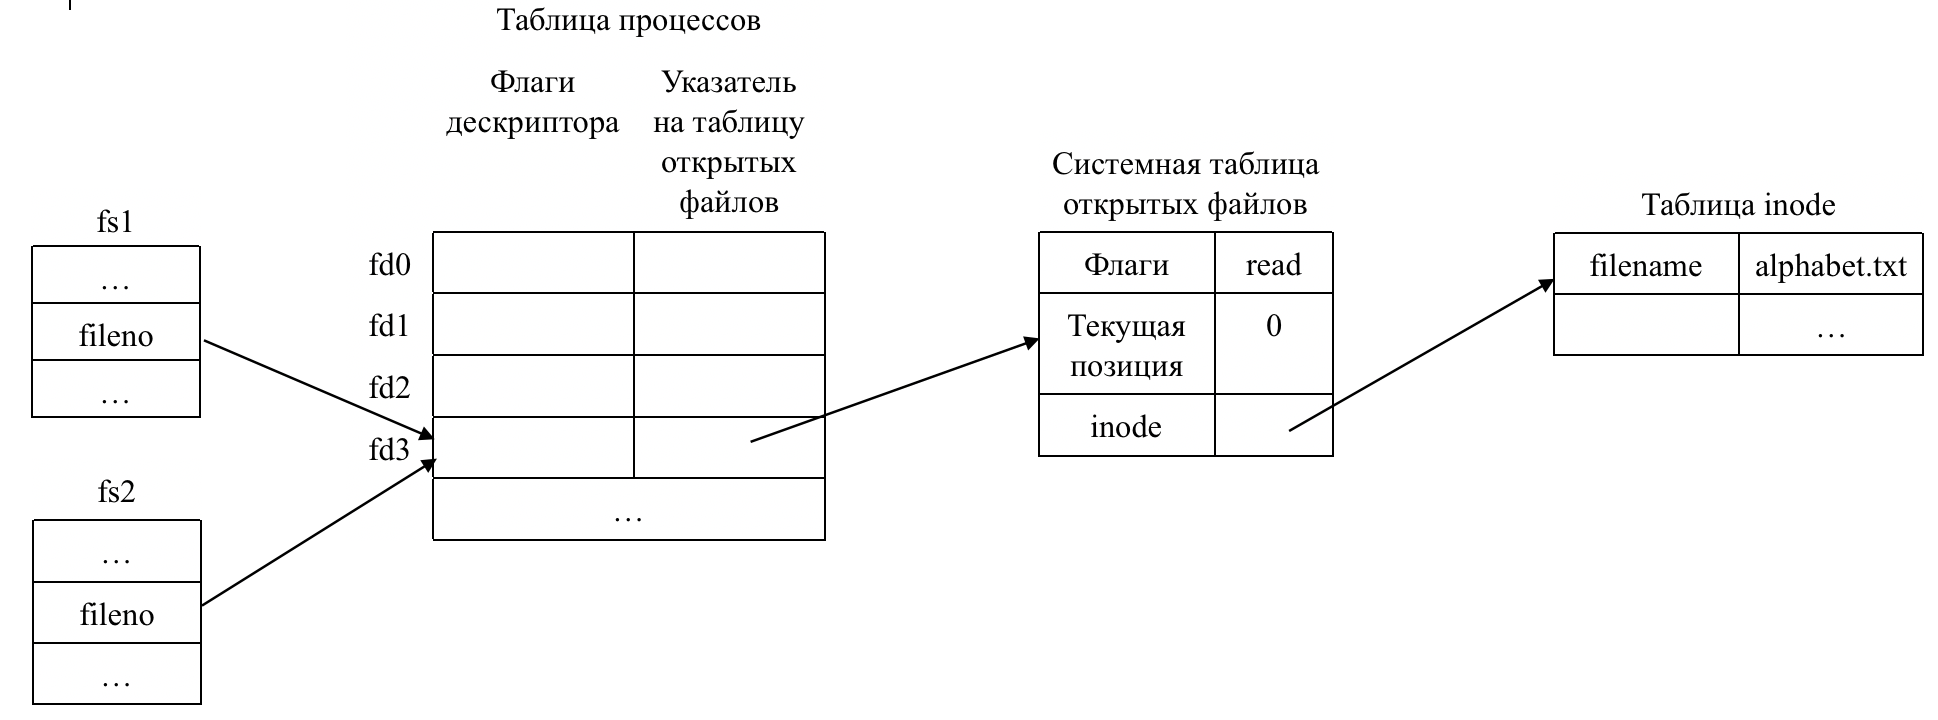 Таблица процессов
Флаги
дескриптора
Указатель
на таблицу
открытых
файлов
fs1
…
fileno
…
fs2
…
fileno
…
fd0
fd1
fd2
fd3
…
Системная таблица
открытых файлов
Флаги read
Текущая
позиция
0
inode
Таблица inode
filename alphabet.txt
…